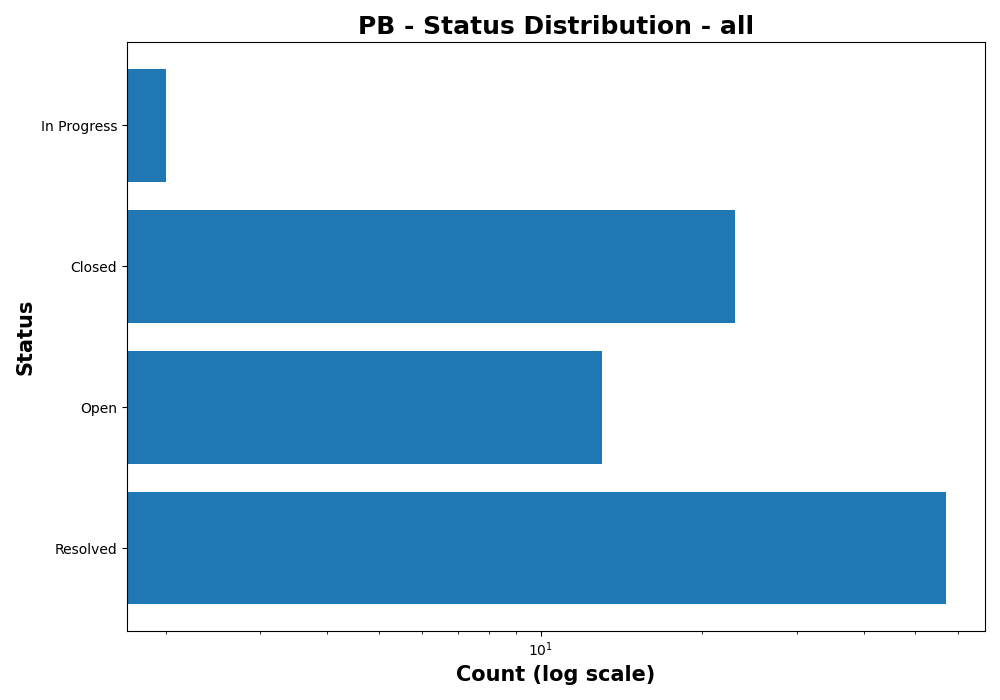 PB - Status Distribution - all
In Progress
Closed
Open
Resolved
Status
10¹
Count (log scale)